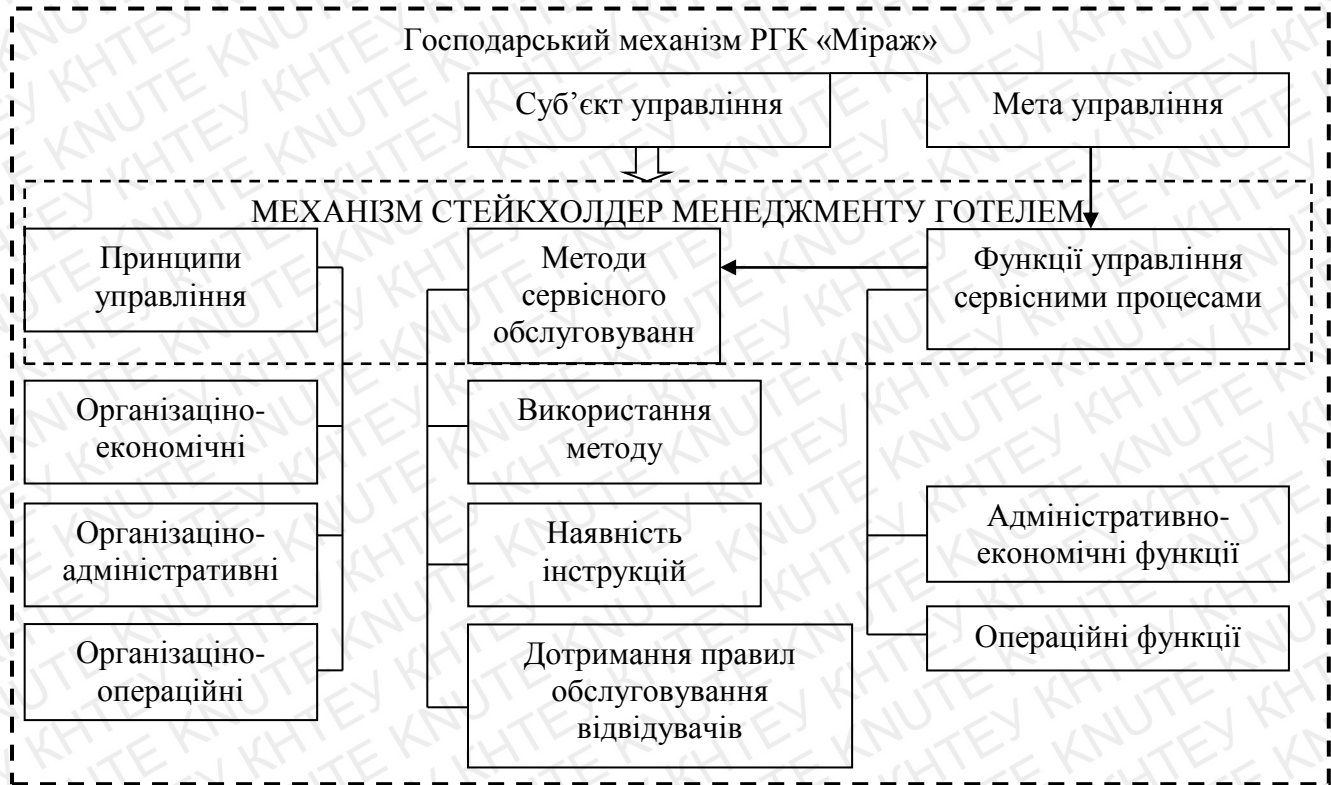 Господарський механізм РГК «Міраж»
Суб’єкт управління
Мета управління
МЕХАНІЗМ СТЕЙКХОЛДЕР МЕНЕДЖМЕНТУ ГОТЕЛЕМ
Принципи
управління
Методи
сервісного
обслуговуванн
Функції управління
сервісними процесами
Організаціно-
економічні
Використання
методу
Організаціно-
адміністративні
Наявність
інструкцій
Адміністративно-
економічні функції
Організаціно-
операційні
Дотримання правил
обслуговування
відвідувачів
Операційні функції